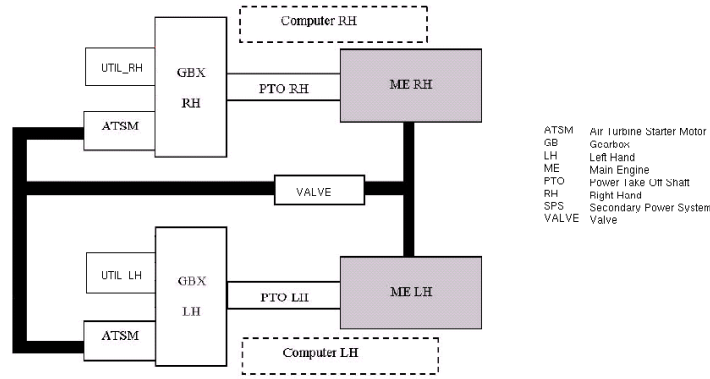 Computer RH
UTIL_RH
GBX
RH
PTO RH
ME RH
ATSM
VALVE
UTIL LH
GBX
LH
PTO LH
ME LH
ATSM
Computer LH
ATSM Air Turbine Starter Motor
GB Gearbox
LH Left Hand
ME Main Engine
PTO Power Take Off Shaft
RH Right Hand
SPS Secondary Power System
VALVE Valve